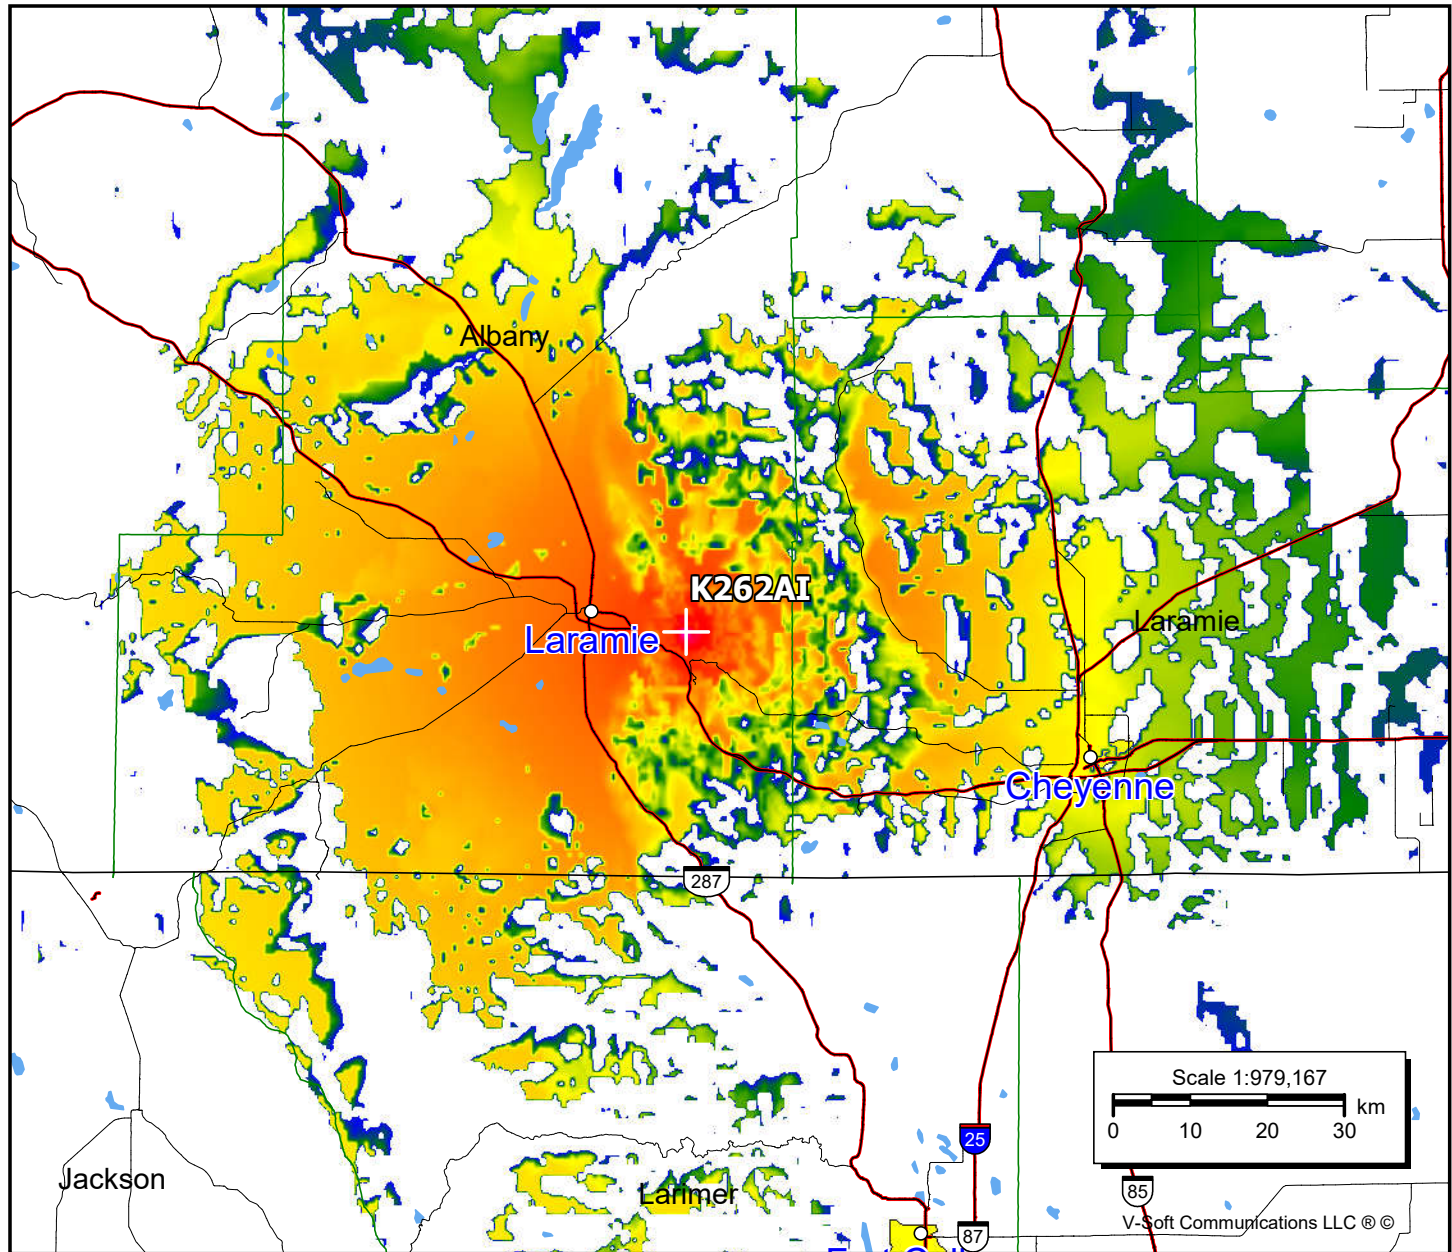 Albany
K262AI
Laramie
Laramie
Cheyenne
287
Scale 1:979,167
km
0 10 20 30
25
Jackson
Larimer
85
V-Soft Communications LLC ® ©
87